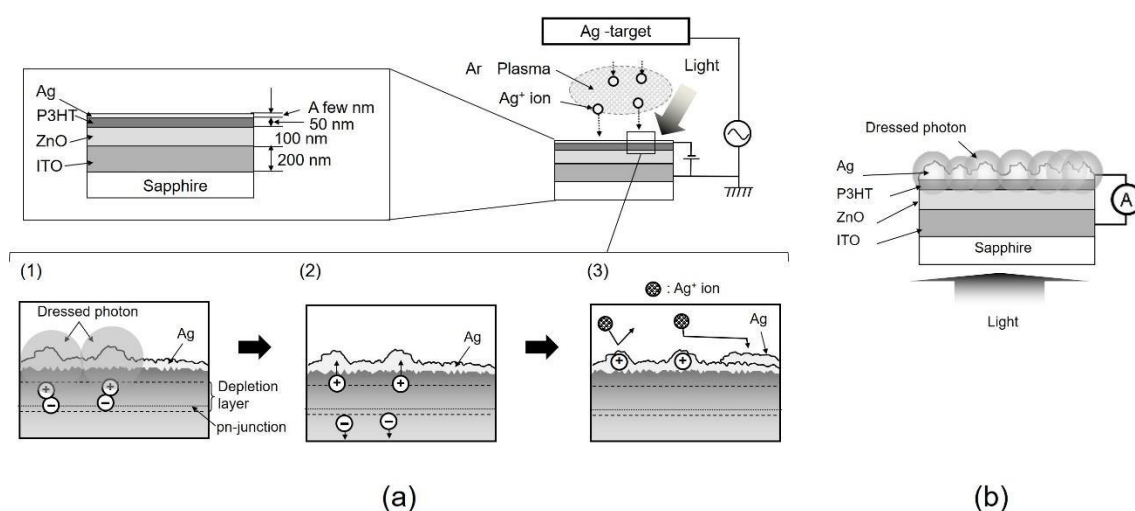 Ag -target
Ar Plasma
Light
Ag⁺ ion
Ag
P3HT
ZnO
ITO
A few nm
50 nm
100 nm
200 nm
Sapphire
Dressed photon
Ag
P3HT
ZnO
ITO
Sapphire
A
Light
(1)
Dressed photon
Ag
+
+
−
−
Depletion
layer
pn-junction
(2)
Ag
+
+
−
−
(3)
: Ag⁺ ion
Ag
+
+
(a)
(b)